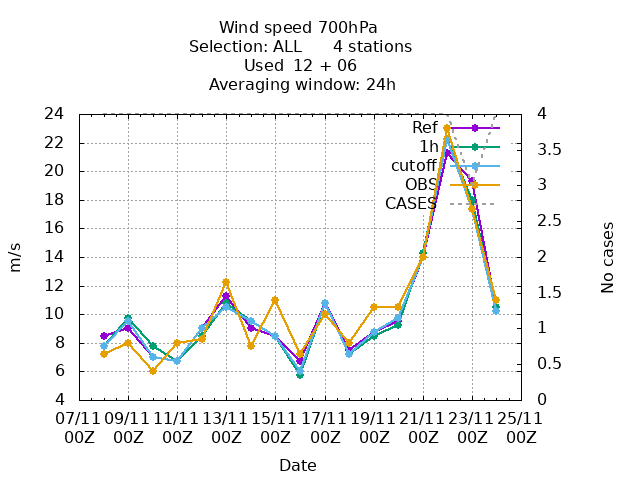 Wind speed 700hPa
Selection: ALL 4 stations
Used 12 + 06
Averaging window: 24h
24 22 20 18 16 14 12 10 8 6 4
m/s
4 3.5 3 2.5 2 1.5 1 0.5 0
No cases
Ref
1h
cutoff
OBS
CASES
07/11 09/11 11/11 13/11 15/11 17/11 19/11 21/11 23/11 25/11
00Z 00Z 00Z 00Z 00Z 00Z 00Z 00Z 00Z 00Z
Date